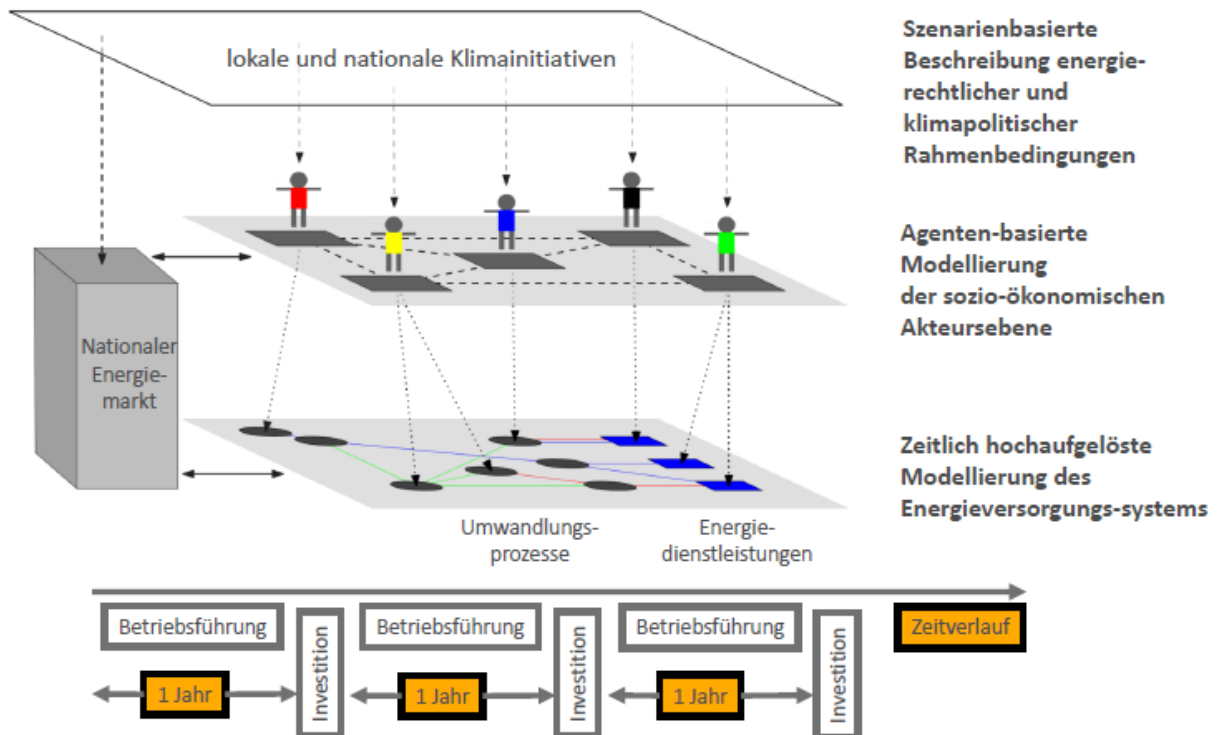 lokale und nationale Klimainitiativen
Szenarienbasierte
Beschreibung energie-
rechtlicher und
klimapolitischer
Rahmenbedingungen
Agenten-basierte
Modellierung
der sozio-ökonomischen
Akteursebene
Nationaler
Energie-
markt
Zeitlich hochaufgelöste
Modellierung des
Energieversorgungs-systems
Umwandlungs-
prozesse
Energie-
dienstleistungen
Betriebsführung
Investition
Betriebsführung
Investition
Betriebsführung
Investition
Zeitverlauf
1 Jahr
1 Jahr
1 Jahr